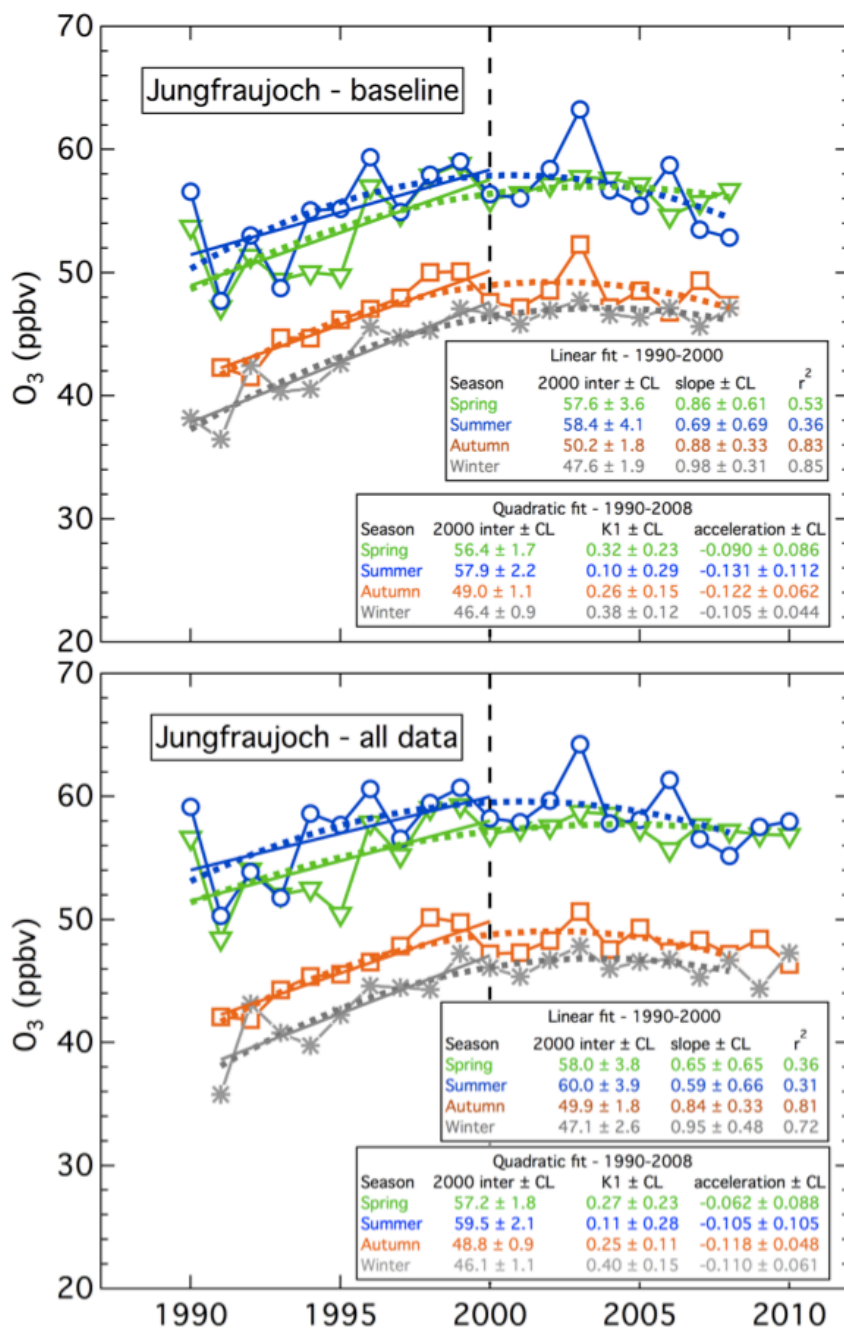 70
Jungfraujoch - baseline
60
50
O3 (ppbv)
40
Linear fit - 1990-2000
Season 2000 inter ± CL slope ± CL r2
Spring 57.6 ± 3.6 0.86 ± 0.61 0.53
Summer 58.4 ± 4.1 0.69 ± 0.69 0.36
Autumn 50.2 ± 1.8 0.88 ± 0.33 0.83
Winter 47.6 ± 1.9 0.98 ± 0.31 0.85
30
Quadratic fit - 1990-2008
Season 2000 inter ± CL K1 ± CL acceleration ± CL
Spring 56.4 ± 1.7 0.32 ± 0.23 -0.090 ± 0.086
Summer 57.9 ± 2.2 0.10 ± 0.29 -0.131 ± 0.112
Autumn 49.0 ± 1.1 0.26 ± 0.15 -0.122 ± 0.062
Winter 46.4 ± 0.9 0.38 ± 0.12 -0.105 ± 0.044
20
70
Jungfraujoch - all data
60
50
O3 (ppbv)
40
Linear fit - 1990-2000
Season 2000 inter ± CL slope ± CL r2
Spring 58.0 ± 3.8 0.65 ± 0.65 0.36
Summer 60.0 ± 3.9 0.59 ± 0.66 0.31
Autumn 49.9 ± 1.8 0.84 ± 0.33 0.81
Winter 47.1 ± 2.6 0.95 ± 0.48 0.72
30
Quadratic fit - 1990-2008
Season 2000 inter ± CL K1 ± CL acceleration ± CL
Spring 57.2 ± 1.8 0.27 ± 0.23 -0.062 ± 0.088
Summer 59.5 ± 2.1 0.11 ± 0.28 -0.105 ± 0.105
Autumn 48.8 ± 0.9 0.25 ± 0.11 -0.118 ± 0.048
Winter 46.1 ± 1.1 0.40 ± 0.15 -0.110 ± 0.061
20
1990 1995 2000 2005 2010